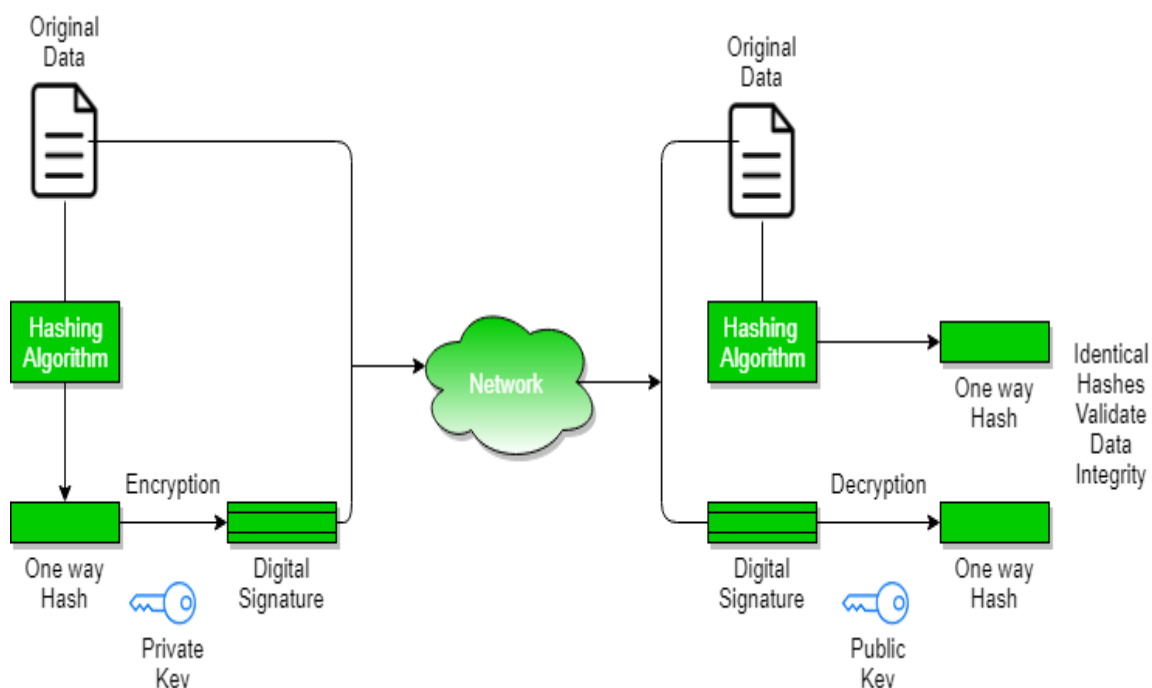 Original
Data
Hashing
Algorithm
One way
Hash
Encryption
Private
Key
Digital
Signature
Network
Original
Data
Hashing
Algorithm
One way
Hash
Identical
Hashes
Validate
Data
Integrity
Digital
Signature
Decryption
Public
Key
One way
Hash